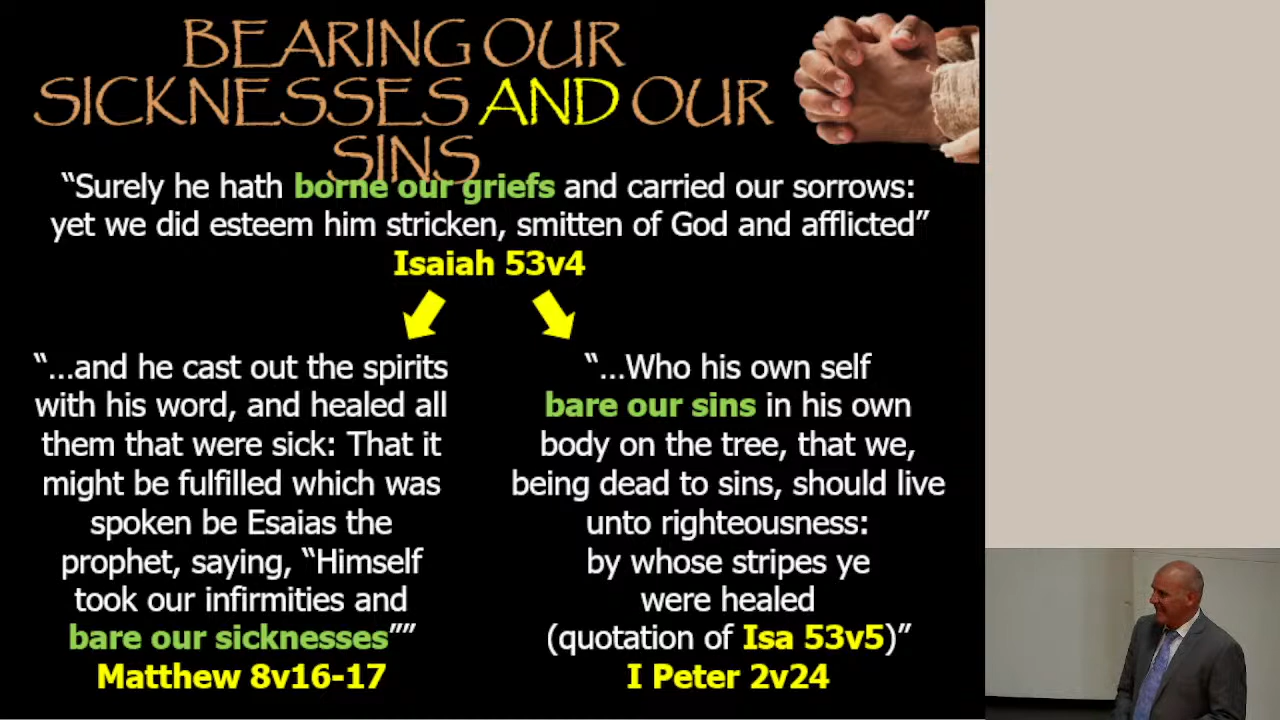 BEARING OUR
SICKNESSES AND OUR
SINS
“Surely he hath borne our griefs and carried our sorrows:
yet we did esteem him stricken, smitten of God and afflicted”
Isaiah 53v4
“…and he cast out the spirits
with his word, and healed all
them that were sick: That it
might be fulfilled which was
spoken be Esaias the
prophet, saying, “Himself
took our infirmities and
bare our sicknesses””
Matthew 8v16-17
“…Who his own self
bare our sins in his own
body on the tree, that we,
being dead to sins, should live
unto righteousness:
by whose stripes ye
were healed
(quotation of Isa 53v5)”
I Peter 2v24